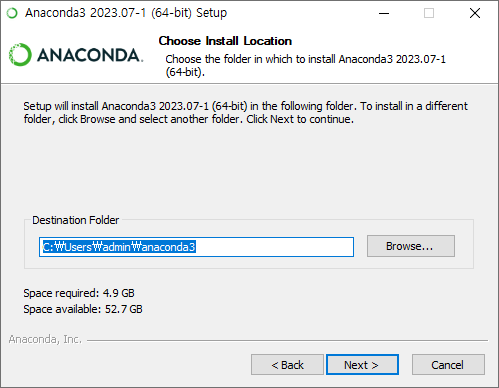 Anaconda3 2023.07-1 (64-bit) Setup
ANACONDA.
Choose Install Location
Choose the folder in which to install Anaconda3 2023.07-1
(64-bit).
Setup will install Anaconda3 2023.07-1 (64-bit) in the following folder. To install in a different
folder, click Browse and select another folder. Click Next to continue.
Destination Folder
C:₩Users₩admin₩anaconda3
Browse...
Space required: 4.9 GB
Space available: 52.7 GB
Anaconda, Inc.
< Back
Next >
Cancel